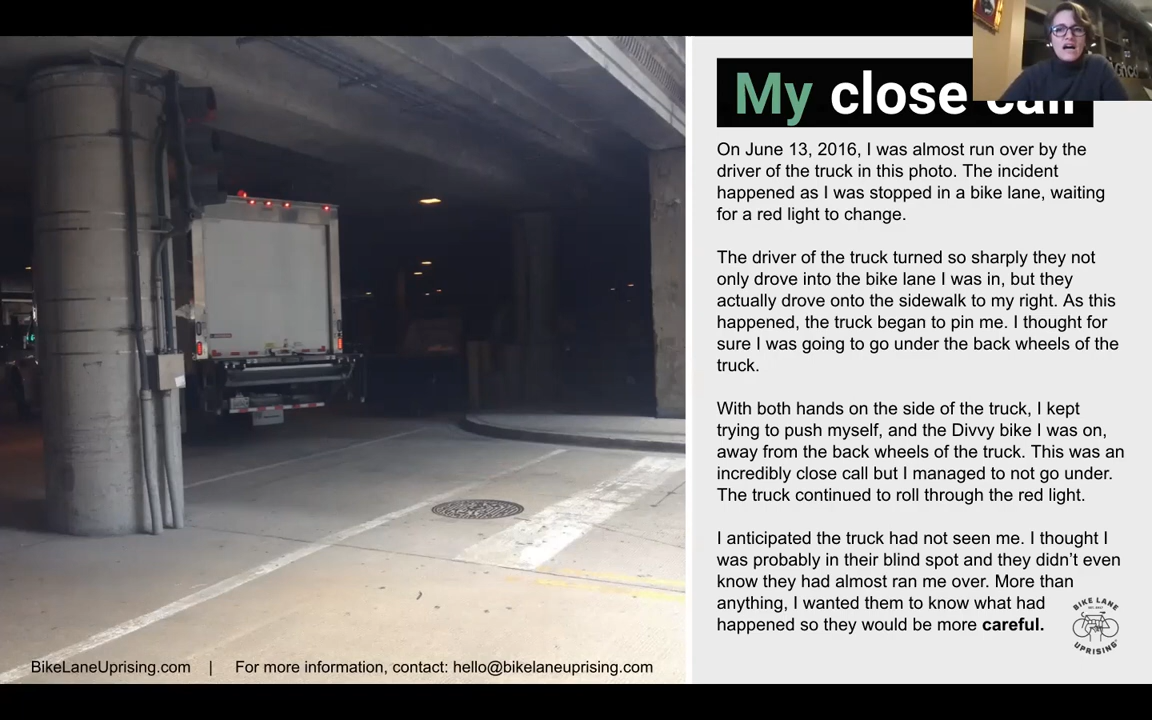 My close call
On June 13, 2016, I was almost run over by the
driver of the truck in this photo. The incident
happened as I was stopped in a bike lane, waiting
for a red light to change.
The driver of the truck turned so sharply they not
only drove into the bike lane I was in, but they
actually drove onto the sidewalk to my right. As this
happened, the truck began to pin me. I thought for
sure I was going to go under the back wheels of the
truck.
With both hands on the side of the truck, I kept
trying to push myself, and the Divvy bike I was on,
away from the back wheels of the truck. This was an
incredibly close call but I managed to not go under.
The truck continued to roll through the red light.
I anticipated the truck had not seen me. I thought I
was probably in their blind spot and they didn’t even
know they had almost ran me over. More than
anything, I wanted them to know what had
happened so they would be more careful.
BIKE LANE
UPRISING
BikeLaneUprising.com | For more information, contact: hello@bikelaneuprising.com